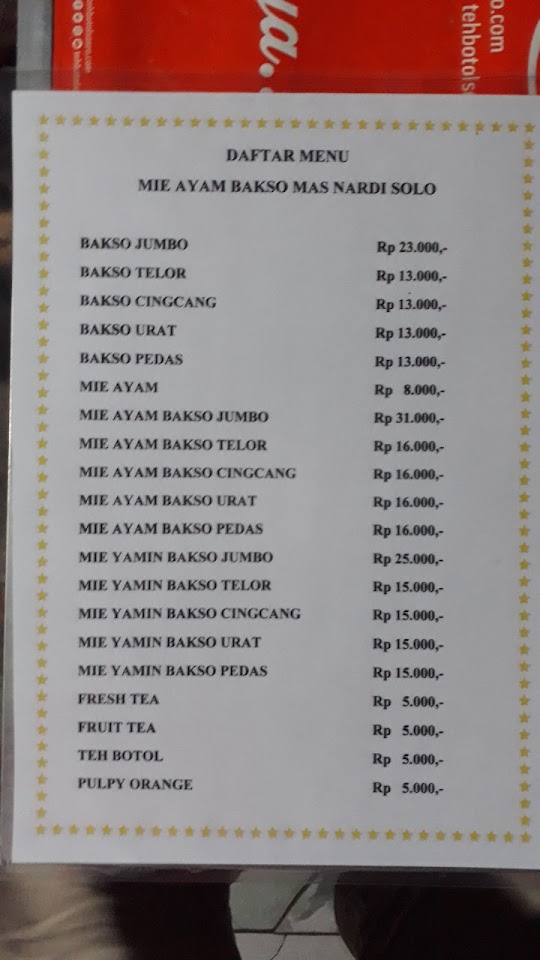 o.com
tehbotols
ua.
DAFTAR MENU
MIE AYAM BAKSO MAS NARDI SOLO
BAKSO JUMBO Rp 23.000,-
BAKSO TELOR Rp 13.000,-
BAKSO CINGCANG Rp 13.000,-
BAKSO URAT Rp 13.000,-
BAKSO PEDAS Rp 13.000,-
MIE AYAM Rp 8.000,-
MIE AYAM BAKSO JUMBO Rp 31.000,-
MIE AYAM BAKSO TELOR Rp 16.000,-
MIE AYAM BAKSO CINGCANG Rp 16.000,-
MIE AYAM BAKSO URAT Rp 16.000,-
MIE AYAM BAKSO PEDAS Rp 16.000,-
MIE YAMIN BAKSO JUMBO Rp 25.000,-
MIE YAMIN BAKSO TELOR Rp 15.000,-
MIE YAMIN BAKSO CINGCANG Rp 15.000,-
MIE YAMIN BAKSO URAT Rp 15.000,-
MIE YAMIN BAKSO PEDAS Rp 15.000,-
FRESH TEA Rp 5.000,-
FRUIT TEA Rp 5.000,-
TEH BOTOL Rp 5.000,-
PULPY ORANGE Rp 5.000,-